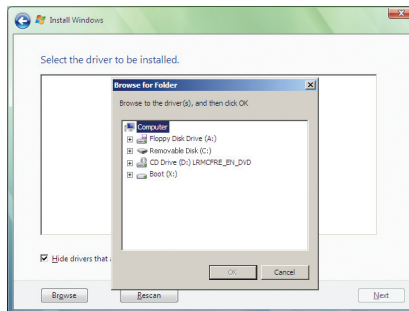 Install Windows
Select the driver to be installed.
Browse for Folder
Browse to the driver(s), and then click OK
Computer
Floppy Disk Drive (A:)
Removable Disk (C:)
CD Drive (D:) LRMCFRE_EN_DVD
Boot (X:)
Hide drivers that
OK
Cancel
Browse
Rescan
Next